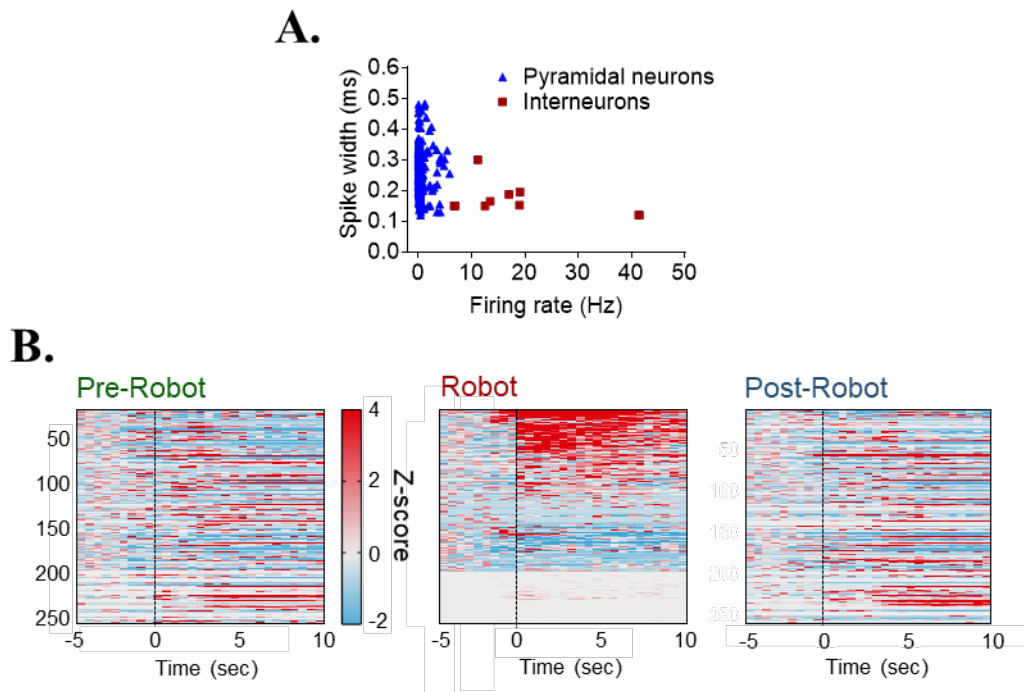 A.
0.6
0.5
0.4
0.3
0.2
0.1
0.0
Spike width (ms)
Pyramidal neurons
Interneurons
0 10 20 30 40 50
Firing rate (Hz)
B.
Pre-Robot
50
100
150
200
250
-5 0 10
Time (sec)
4
2
0
-2
Z-score
Robot
-5 0 10
Time (sec)
Post-Robot
50
100
150
200
250
-5 0 5 10
Time (sec)